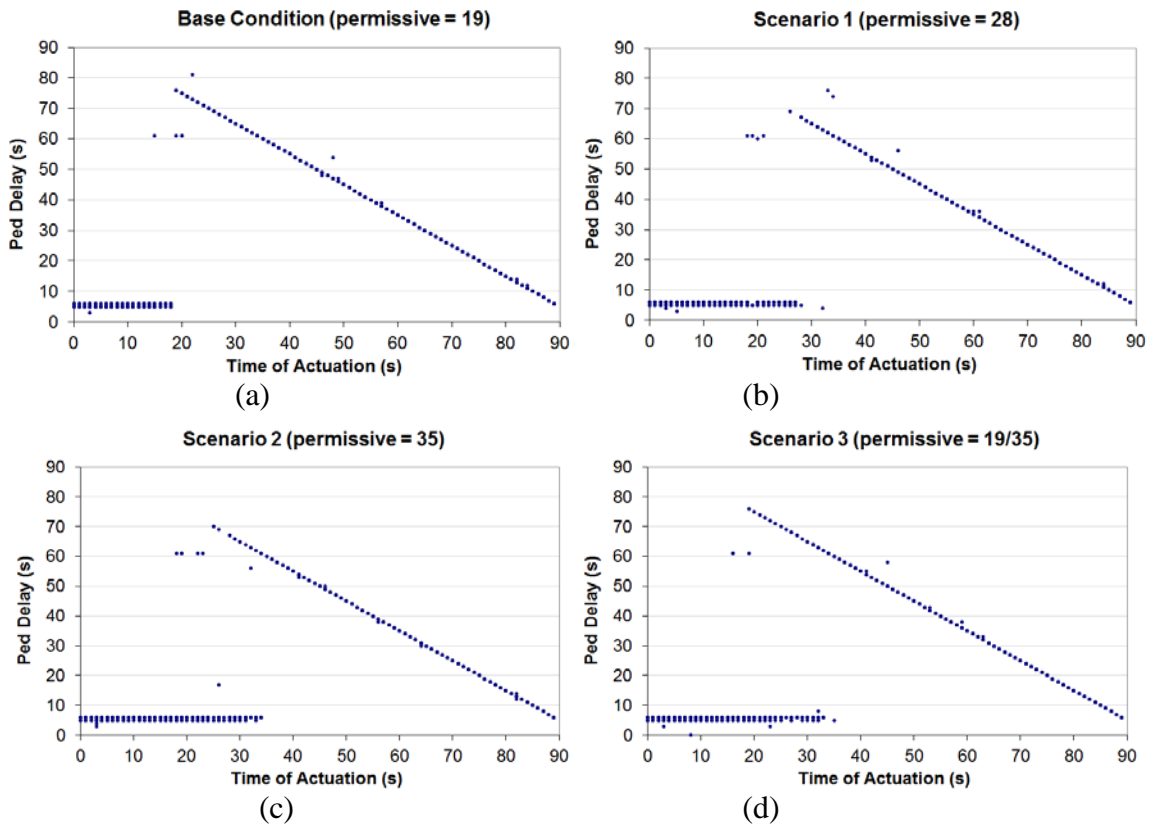 Base Condition (permissive = 19)
90
80
70
60
50
40
30
20
10
0
Ped Delay (s)
0 10 20 30 40 50 60 70 80 90
Time of Actuation (s)
(a)
Scenario 1 (permissive = 28)
90
80
70
60
50
40
30
20
10
0
Ped Delay (s)
0 10 20 30 40 50 60 70 80 90
Time of Actuation (s)
(b)
Scenario 2 (permissive = 35)
90
80
70
60
50
40
30
20
10
0
Ped Delay (s)
0 10 20 30 40 50 60 70 80 90
Time of Actuation (s)
(c)
Scenario 3 (permissive = 19/35)
90
80
70
60
50
40
30
20
10
0
Ped Delay (s)
0 10 20 30 40 50 60 70 80 90
Time of Actuation (s)
(d)